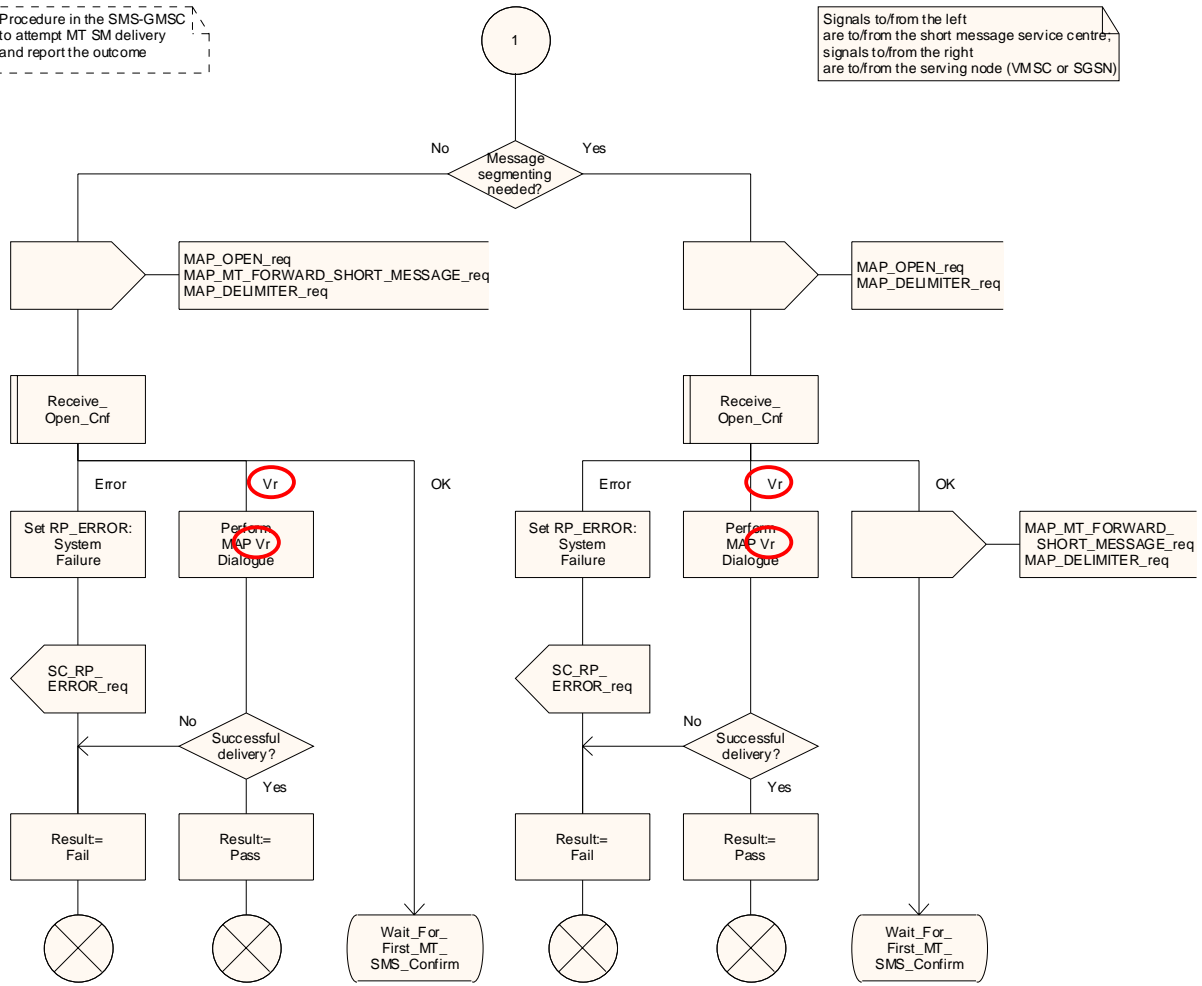 Procedure in the SMS-GMSC
to attempt MT SM delivery
and report the outcome
1
Signals to/from the left
are to/from the short message service centre;
signals to/from the right
are to/from the serving node (VMSC or SGSN)
No
Message
segmenting
needed?
Yes
MAP_OPEN_req
MAP_MT_FORWARD_SHORT_MESSAGE_req
MAP_DELIMITER_req
MAP_OPEN_req
MAP_DELIMITER_req
Receive_
Open_Cnf
Receive_
Open_Cnf
Error
Vr
OK
Error
Vr
OK
Set RP_ERROR:
System
Failure
Perform
MAP Vr
Dialogue
Set RP_ERROR:
System
Failure
Perform
MAP Vr
Dialogue
MAP_MT_FORWARD_
SHORT_MESSAGE_req
MAP_DELIMITER_req
SC_RP_
ERROR_req
SC_RP_
ERROR_req
No
Successful
delivery?
Yes
No
Successful
delivery?
Yes
Result:=
Fail
Result:=
Pass
Result:=
Fail
Result:=
Pass
Wait_For_
First_MT_
SMS_Confirm
Wait_For_
First_MT_
SMS_Confirm